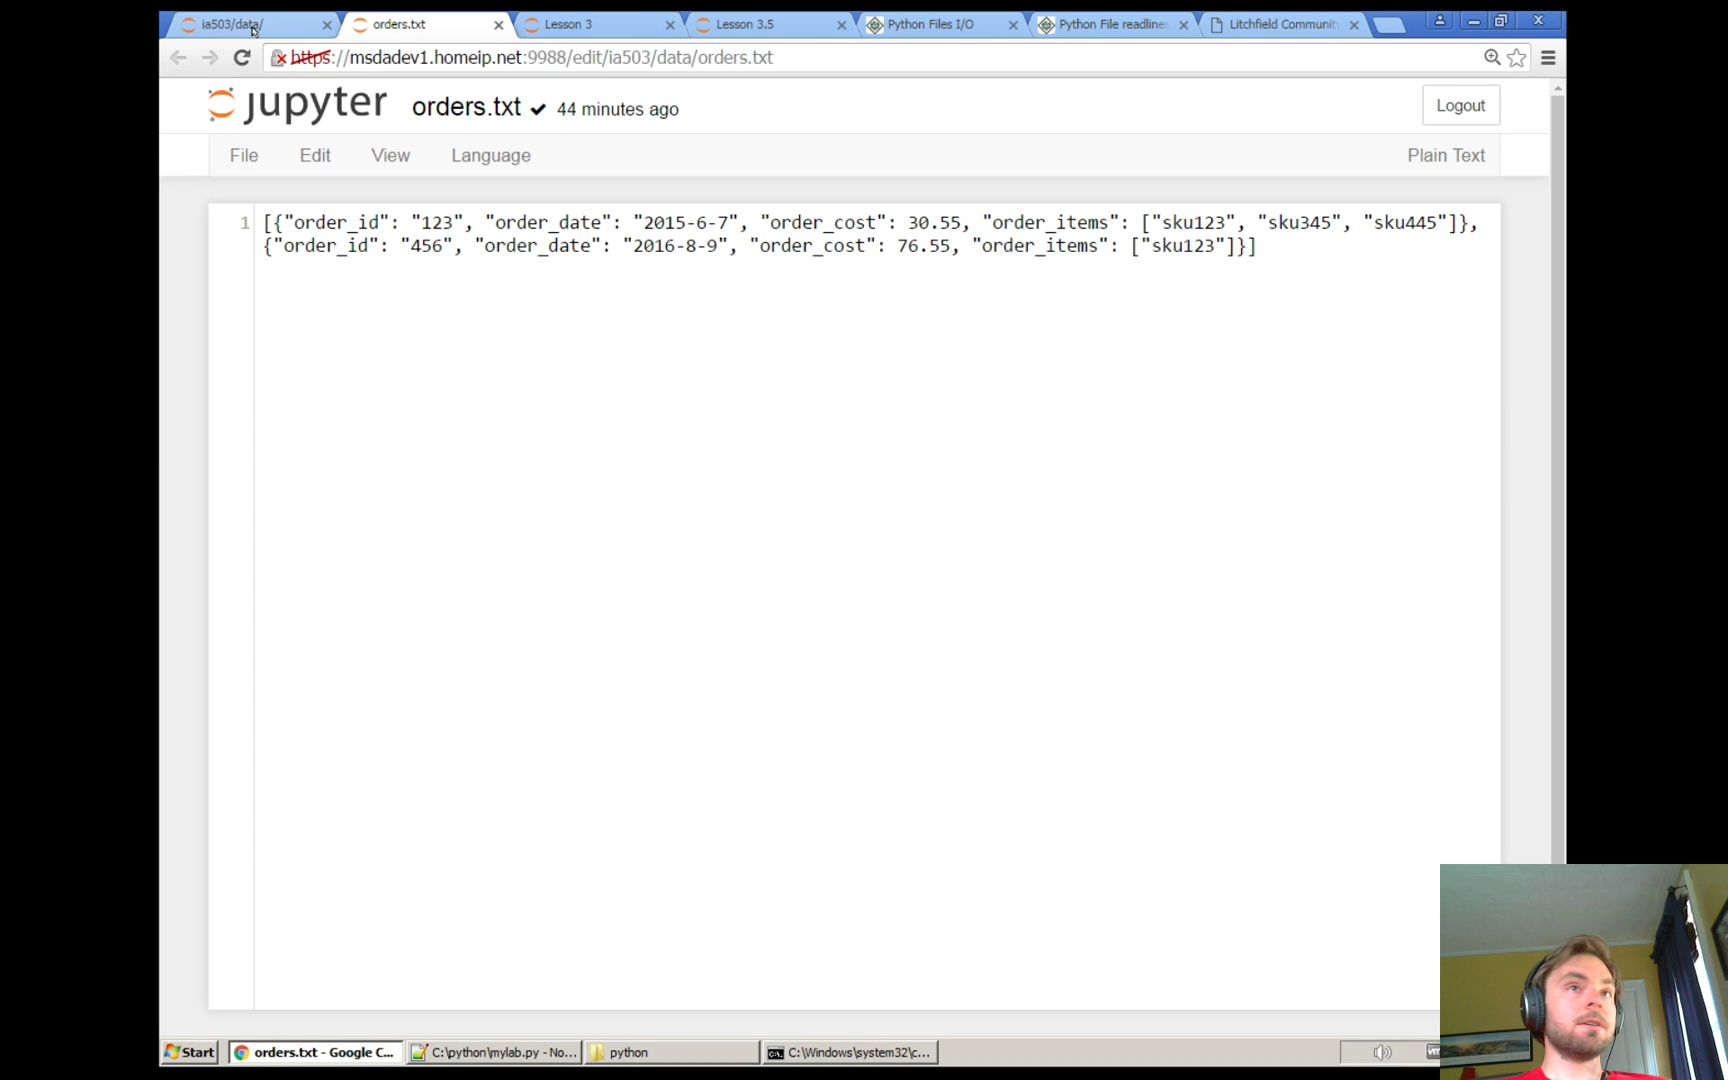 ia503/data/
orders.txt
Lesson 3
Lesson 3.5
Python Files I/O
Python File readline
Litchfield Communit
https://msdadev1.homeip.net:9988/edit/ia503/data/orders.txt
jupyter orders.txt 44 minutes ago
Logout
File Edit View Language
Plain Text
1 [{"order_id": "123", "order_date": "2015-6-7", "order_cost": 30.55, "order_items": ["sku123", "sku345", "sku445"]},
{"order_id": "456", "order_date": "2016-8-9", "order_cost": 76.55, "order_items": ["sku123"]}]
Start
orders.txt - Google C...
C:\python\mylab.py - No...
python
C:\Windows\system32\c...